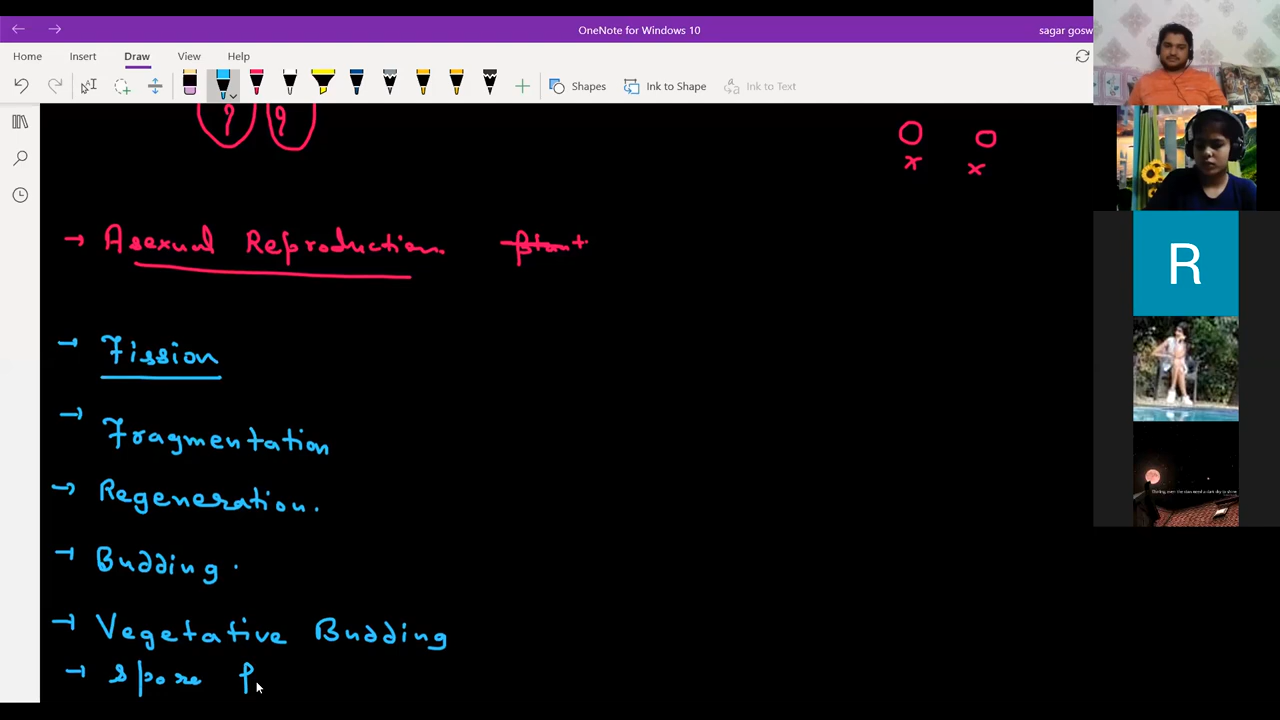 OneNote for Windows 10
sagar gosw
Home Insert Draw View Help
Shapes Ink to Shape Ink to Text
→ Asexual Reproduction.
→ Fission
→ Fragmentation
→ Regeneration.
→ Budding.
→ Vegetative Budding
→ Spore f
R